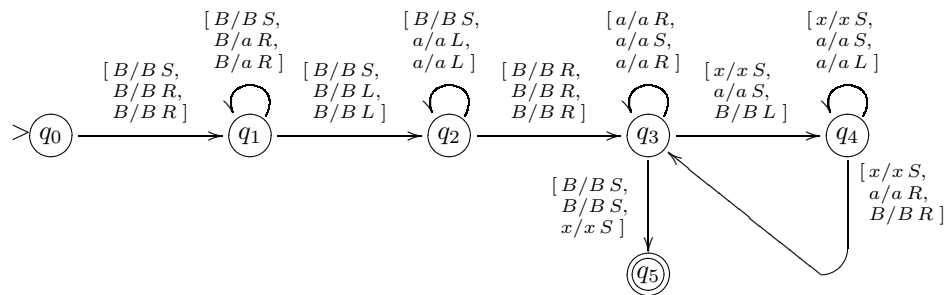 [ B/B S,
B/a R,
B/a R ]
[ B/B S,
a/a L,
a/a L ]
[ a/a R,
a/a S,
a/a R ]
[ x/x S,
a/a S,
a/a L ]
[ B/B S,
B/B R,
B/B R ]
[ B/B S,
B/B L,
B/B L ]
[ B/B R,
B/B R,
B/B R ]
[ x/x S,
a/a S,
B/B L ]
> q0 q1 q2 q3 q4
[ B/B S,
B/B S,
x/x S ]
[ x/x S,
a/a R,
B/B R ]
q5